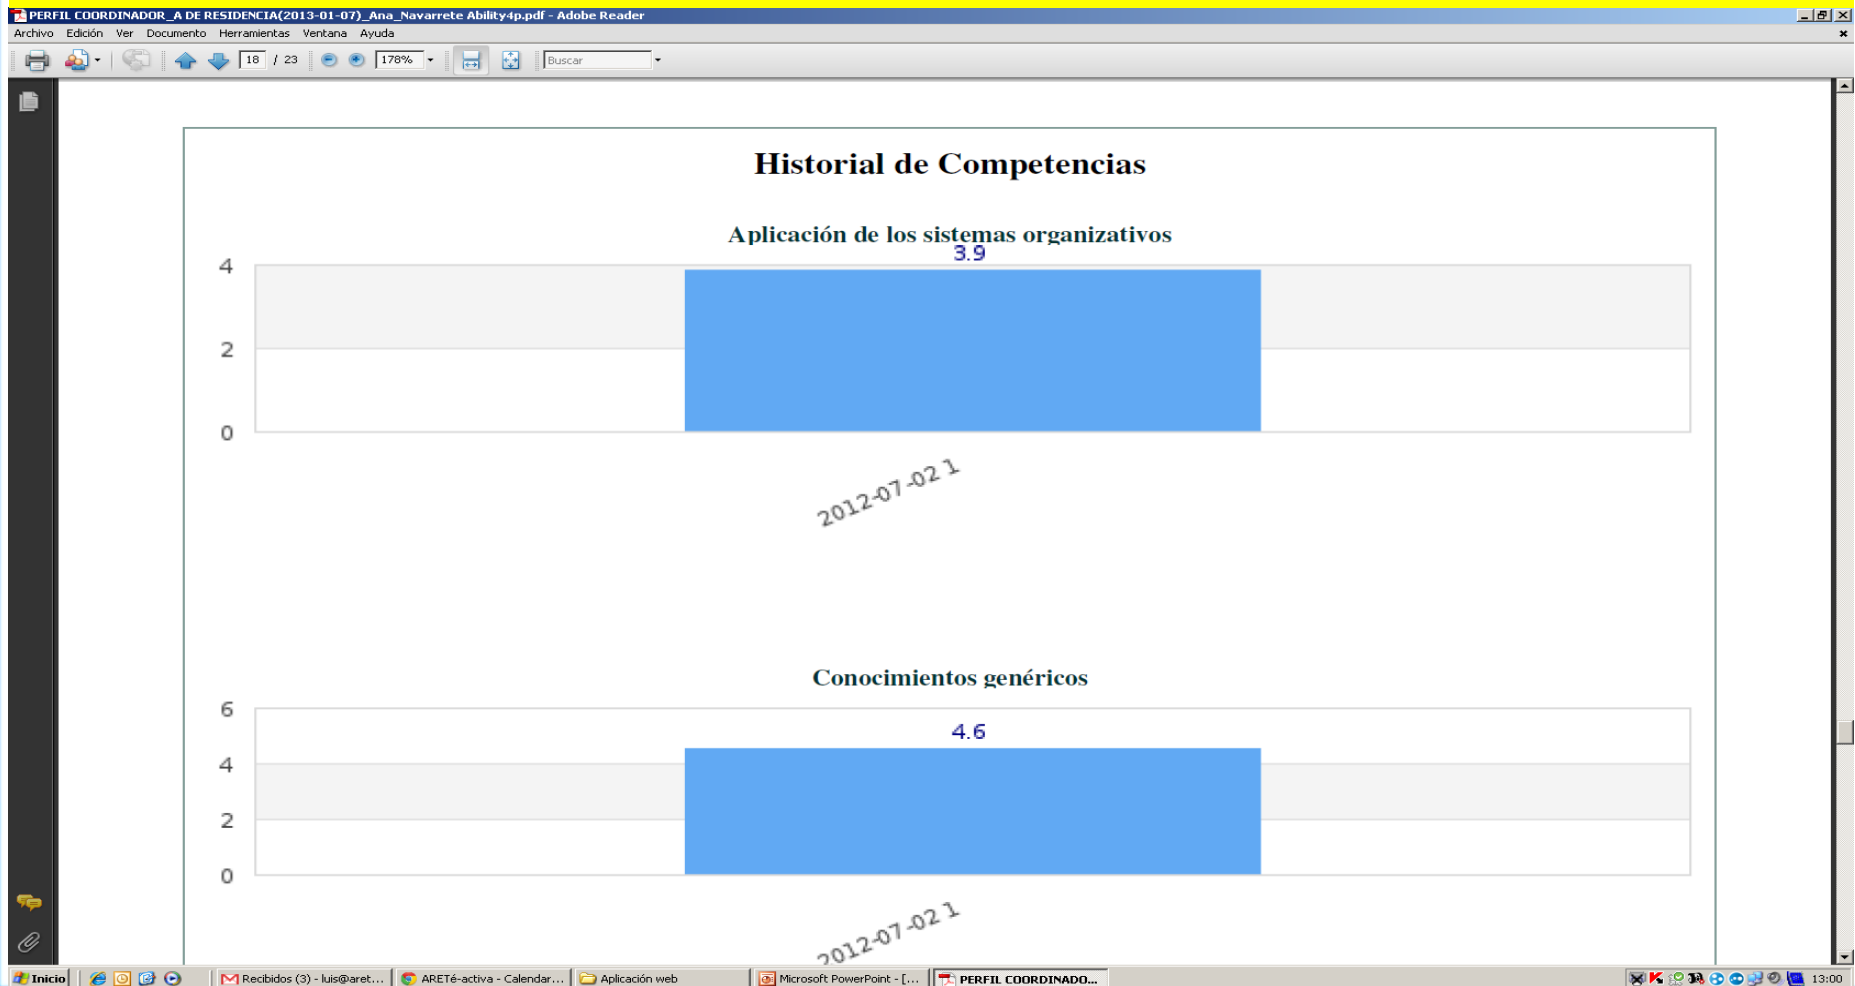 PERFIL COORDINADOR_A DE RESIDENCIA(2013-01-07)_Ana_Navarrete Ability4p.pdf - Adobe Reader
Archivo Edición Ver Documento Herramientas Ventana Ayuda
18 / 23 178% Buscar
Historial de Competencias
Aplicación de los sistemas organizativos
3.9
4
2
0
2012-07-02 1
Conocimientos genéricos
6
4.6
4
2
0
2012-07-02 1
Inicio Recibidos (3) - luis@aret... ARETé-activa - Calendar... Aplicación web Microsoft PowerPoint - [... PERFIL COORDINADO... 13:00